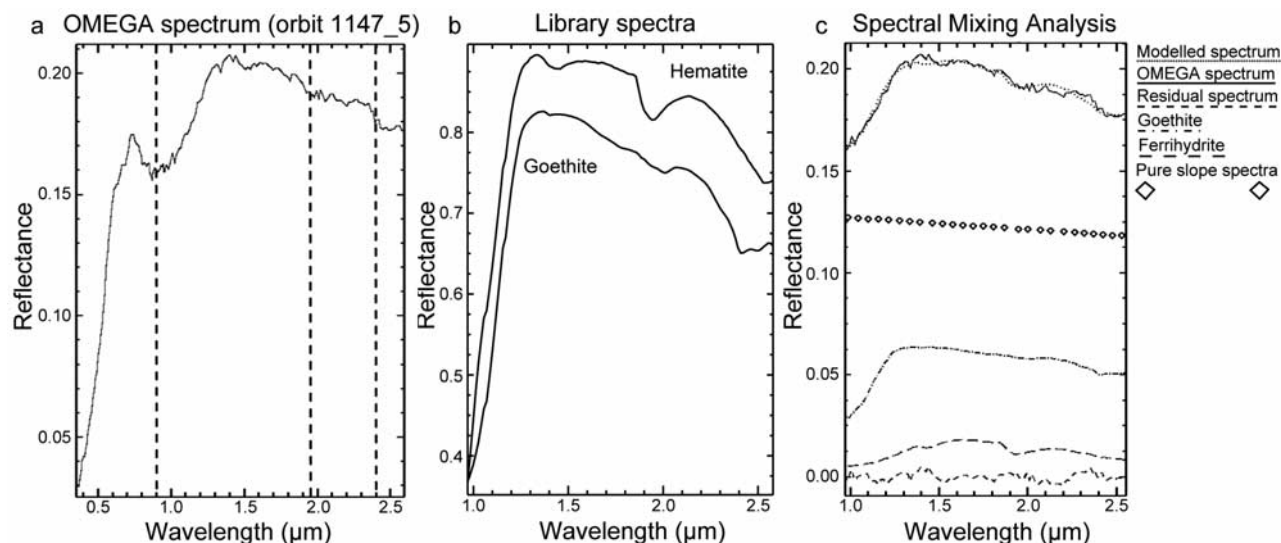 a OMEGA spectrum (orbit 1147_5)
0.20
0.15
0.10
0.05
Reflectance
0.5 1.0 1.5 2.0 2.5
Wavelength (µm)
b Library spectra
Hematite
Goethite
0.8
0.7
0.6
0.5
0.4
Reflectance
1.0 1.5 2.0 2.5
Wavelength (µm)
c Spectral Mixing Analysis
0.20
0.15
0.10
0.05
0.00
Reflectance
1.0 1.5 2.0 2.5
Wavelength (µm)
Modelled spectrum
OMEGA spectrum
Residual spectrum
Goethite
Ferrihydrite
Pure slope spectra